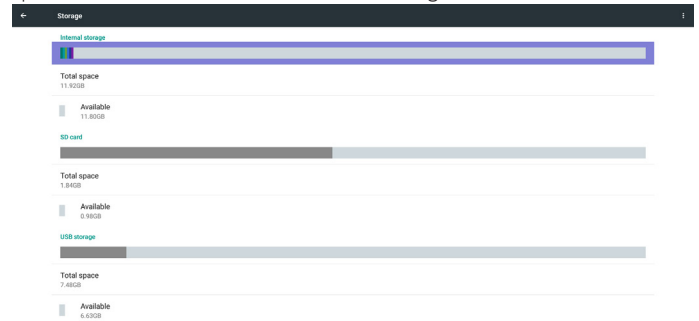 Storage
Internal storage
Total space
11.92GB
Available
11.80GB
SD card
Total space
1.84GB
Available
0.98GB
USB storage
Total space
7.48GB
Available
6.63GB